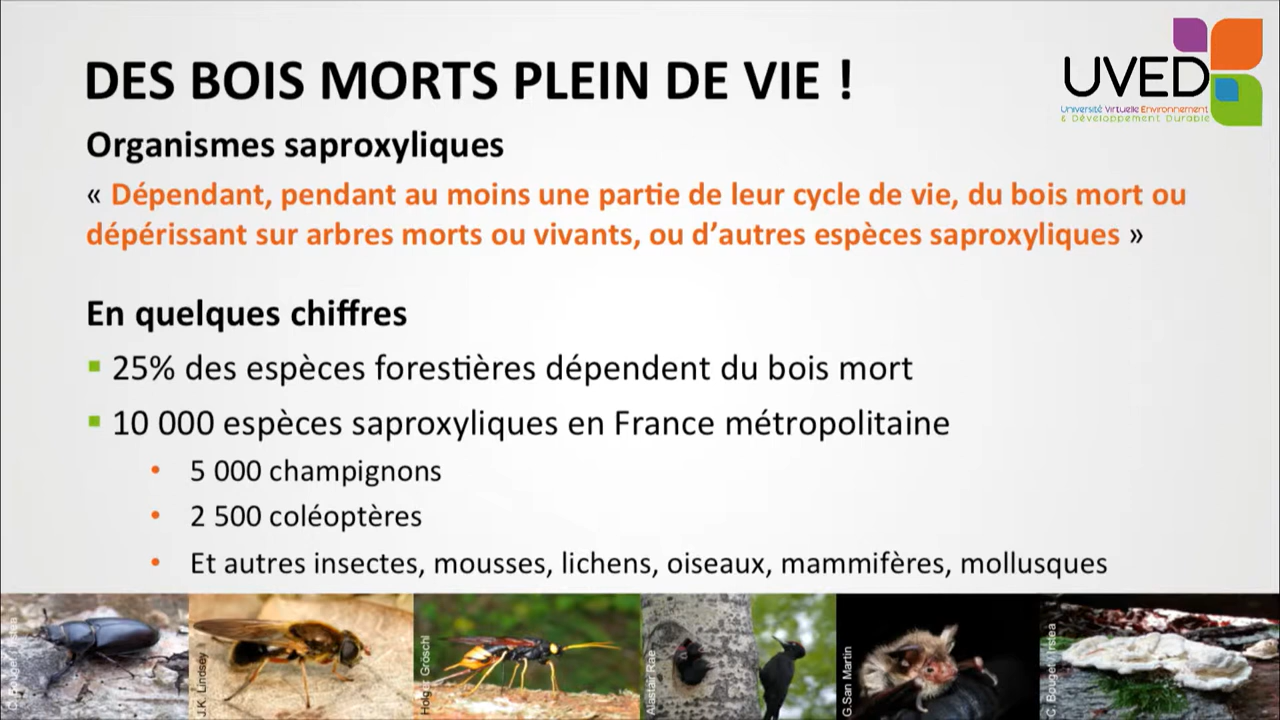 DES BOIS MORTS PLEIN DE VIE !
UVED
Université Virtuelle Environnement
& Développement Durable
Organismes saproxyliques
« Dépendant, pendant au moins une partie de leur cycle de vie, du bois mort ou
dépérissant sur arbres morts ou vivants, ou d’autres espèces saproxyliques »
En quelques chiffres
25% des espèces forestières dépendent du bois mort
10 000 espèces saproxyliques en France métropolitaine
5 000 champignons
2 500 coléoptères
Et autres insectes, mousses, lichens, oiseaux, mammifères, mollusques
C. Bouget
J.K. Lindsey
Gröschl
Alastair Rae
G.San Martin
C. Bouget